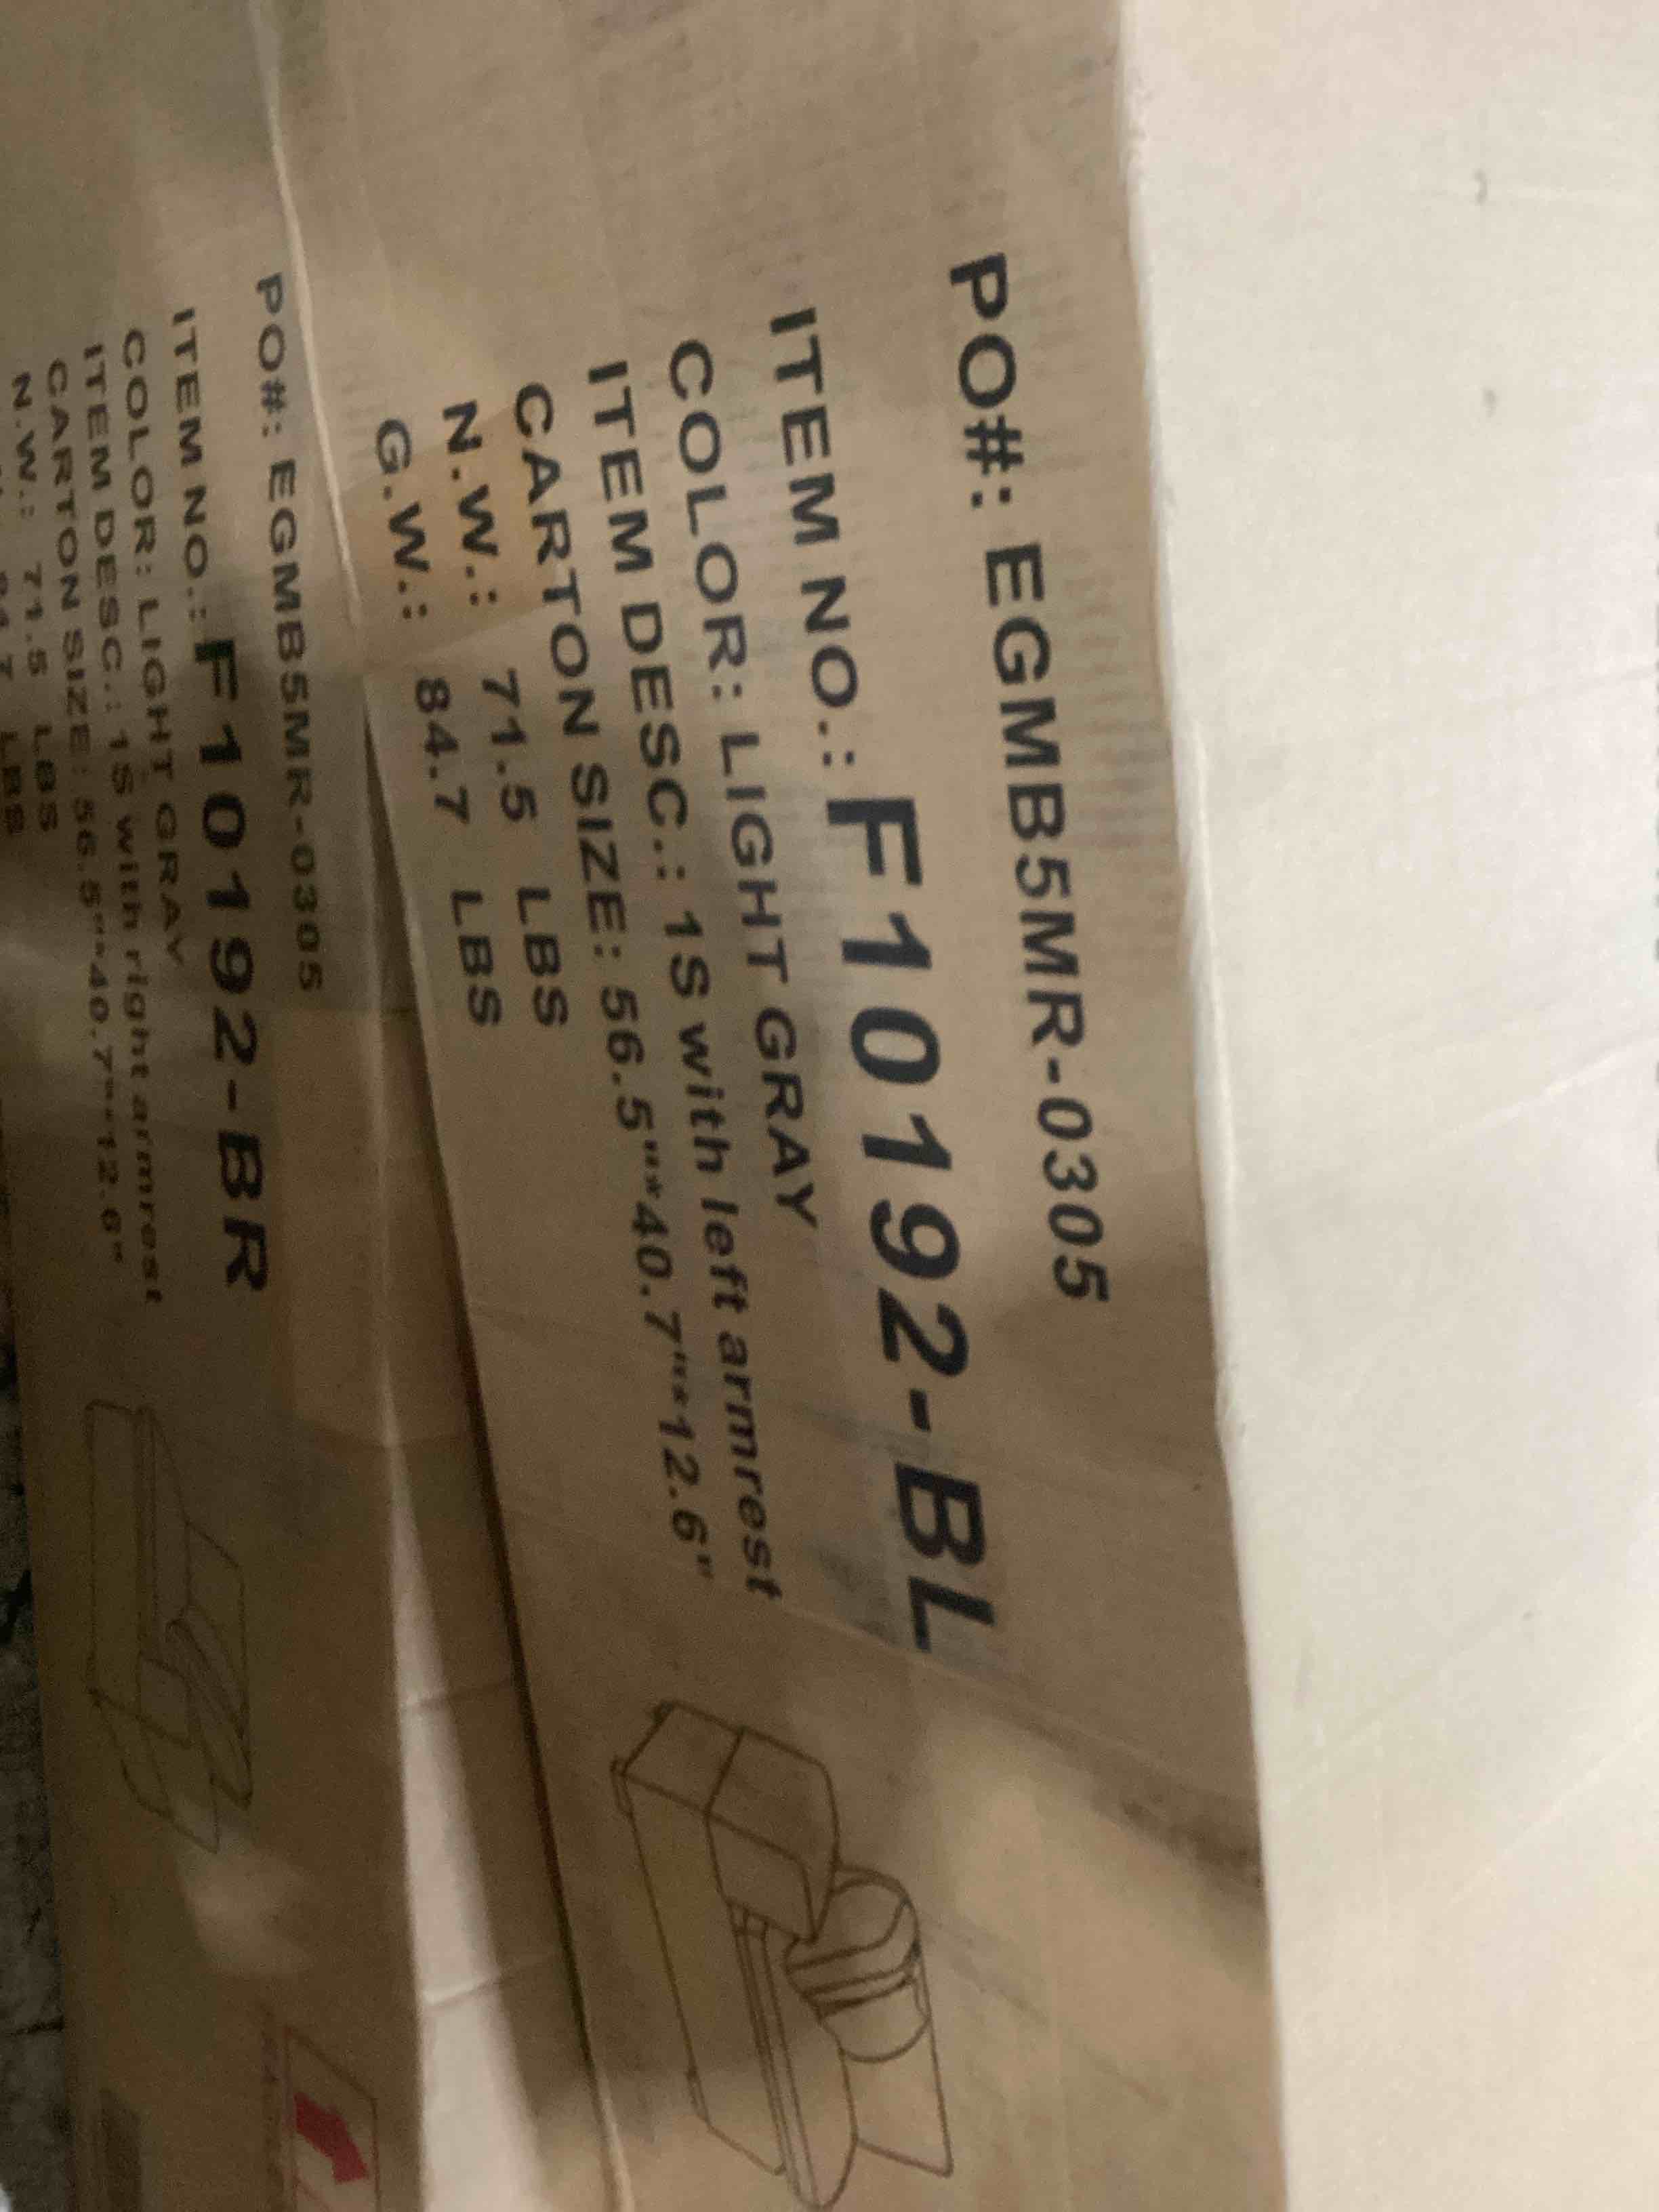 PO#: EGMB5MR-0305
ITEM NO.: F10192-BL
COLOR: LIGHT GRAY
ITEM DESC.: 1S with left armrest
CARTON SIZE: 56.5"*40.7"*12.6"
N.W.: 71.5 LBS
G.W.: 84.7 LBS
PO#: EGMB5MR-0305
ITEM NO.: F10192-BR
COLOR: LIGHT GRAY
ITEM DESC.: 1S with right armrest
CARTON SIZE: 56.5"*40.7"*12.6"
N.W.: 71.5 LBS
LBS